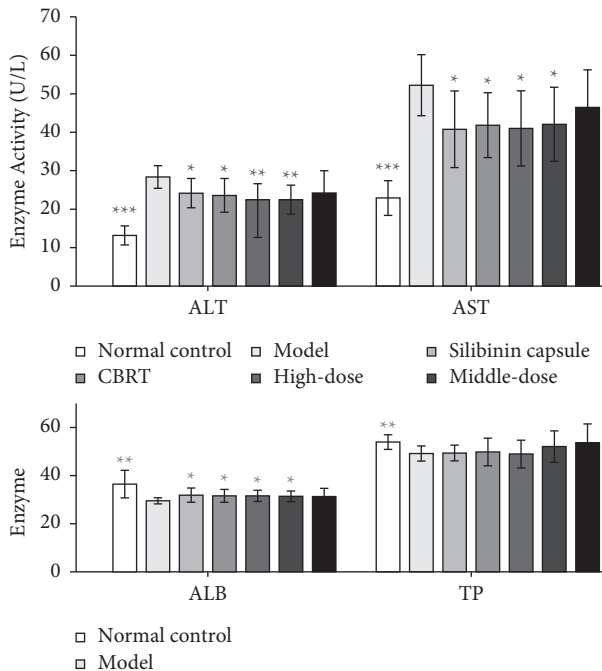 70
60
50
40
30
20
10
0
Enzyme Activity (U/L)
*** * * ** **
*** * * * *
ALT AST
Normal control Model Silibinin capsule
CBRT High-dose Middle-dose
60
40
20
0
Enzyme
** * * * *
**
ALB TP
Normal control
Model